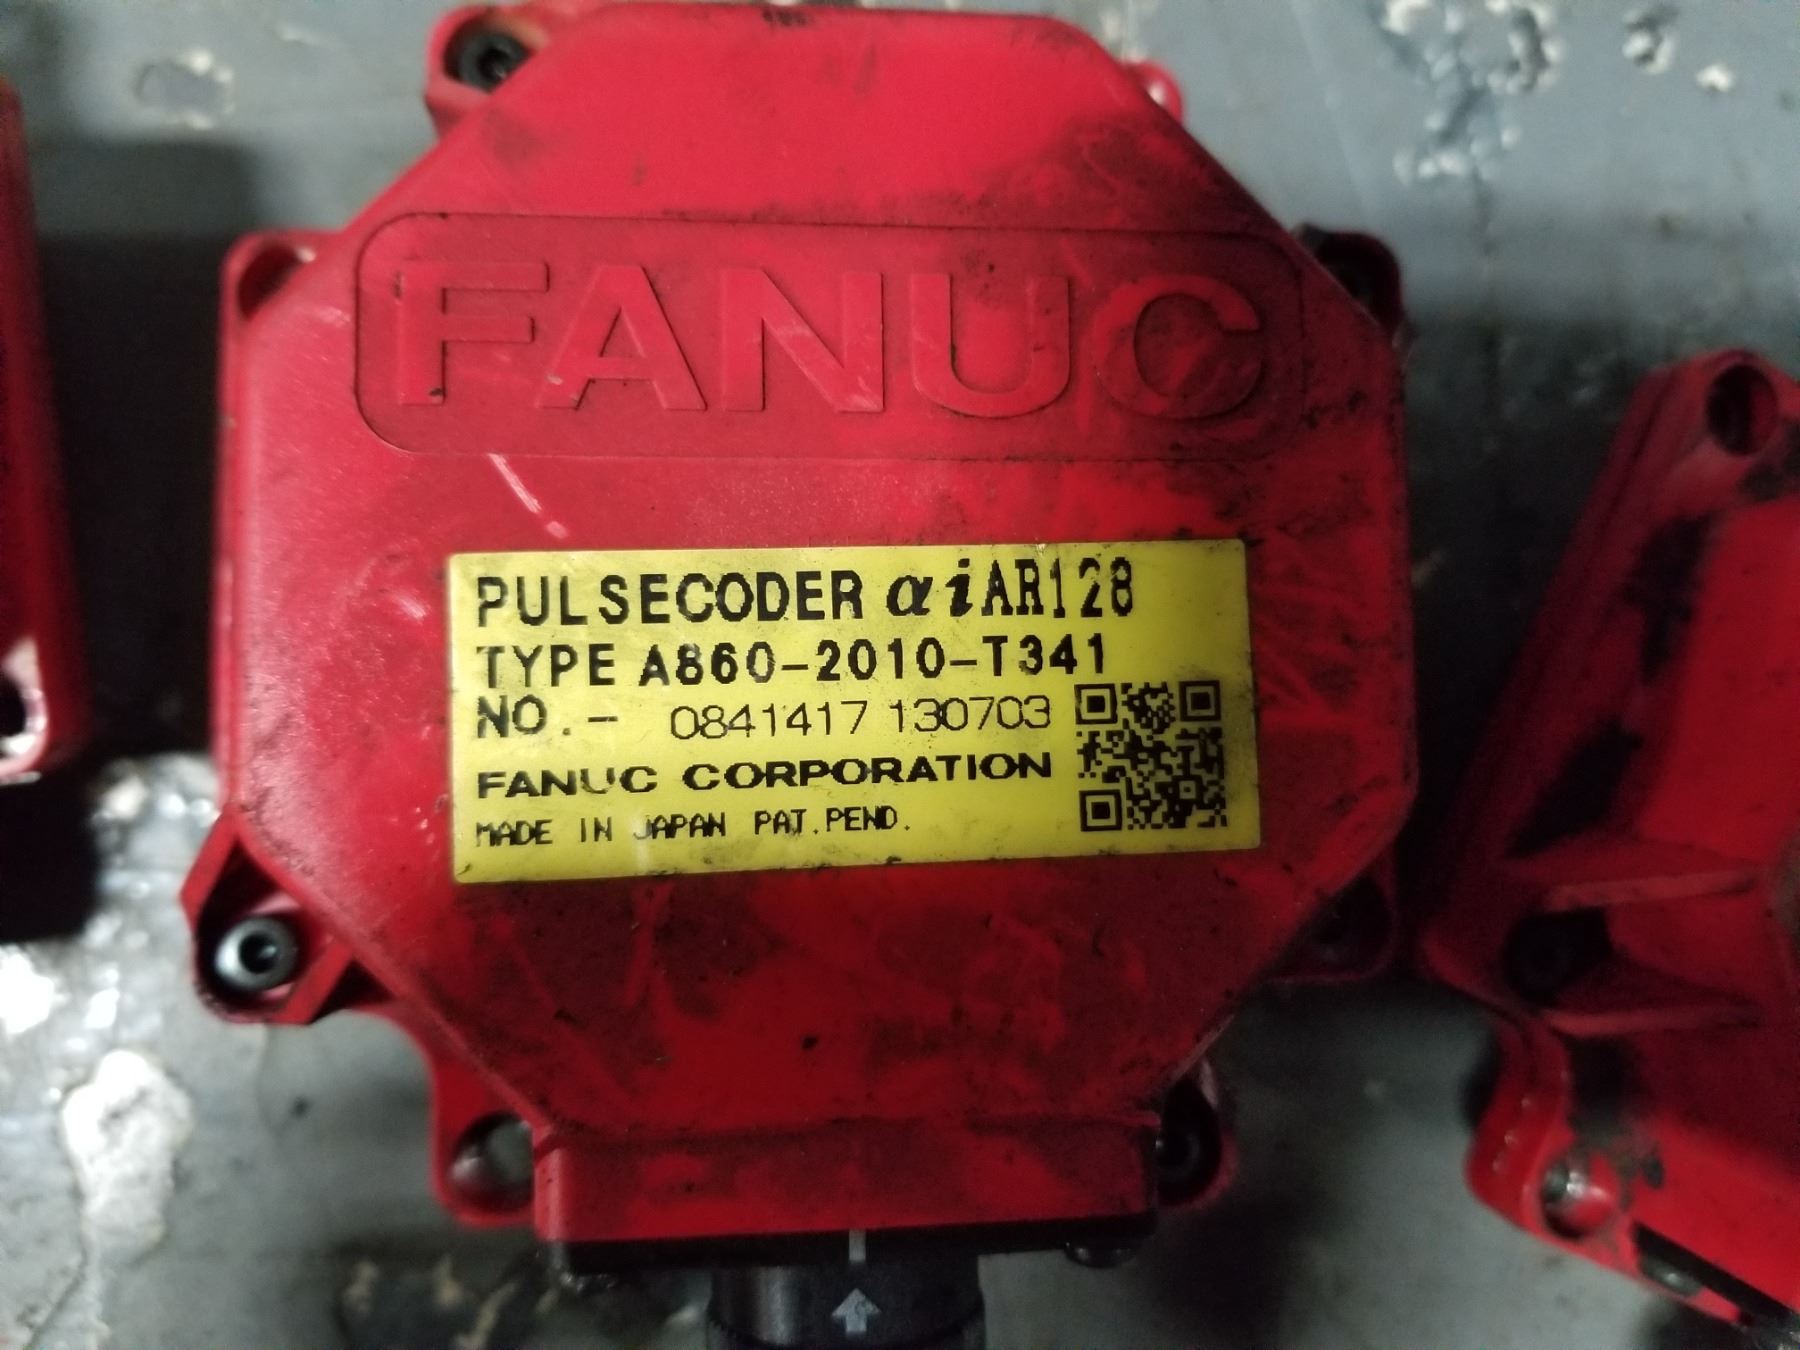 FANUC
PULSECODER αiAR128
TYPE A860-2010-T341
NO.- 0841417 130703
FANUC CORPORATION
MADE IN JAPAN PAT.PEND.